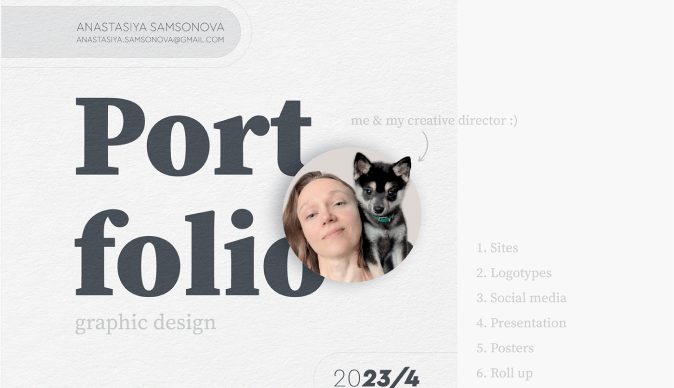 ANASTASIYA SAMSONOVA
ANASTASIYA.SAMSONOVA@GMAIL.COM
Port
folio
me & my creative director :)
graphic design
1. Sites
2. Logotypes
3. Social media
4. Presentation
5. Posters
6. Roll up
2023/4